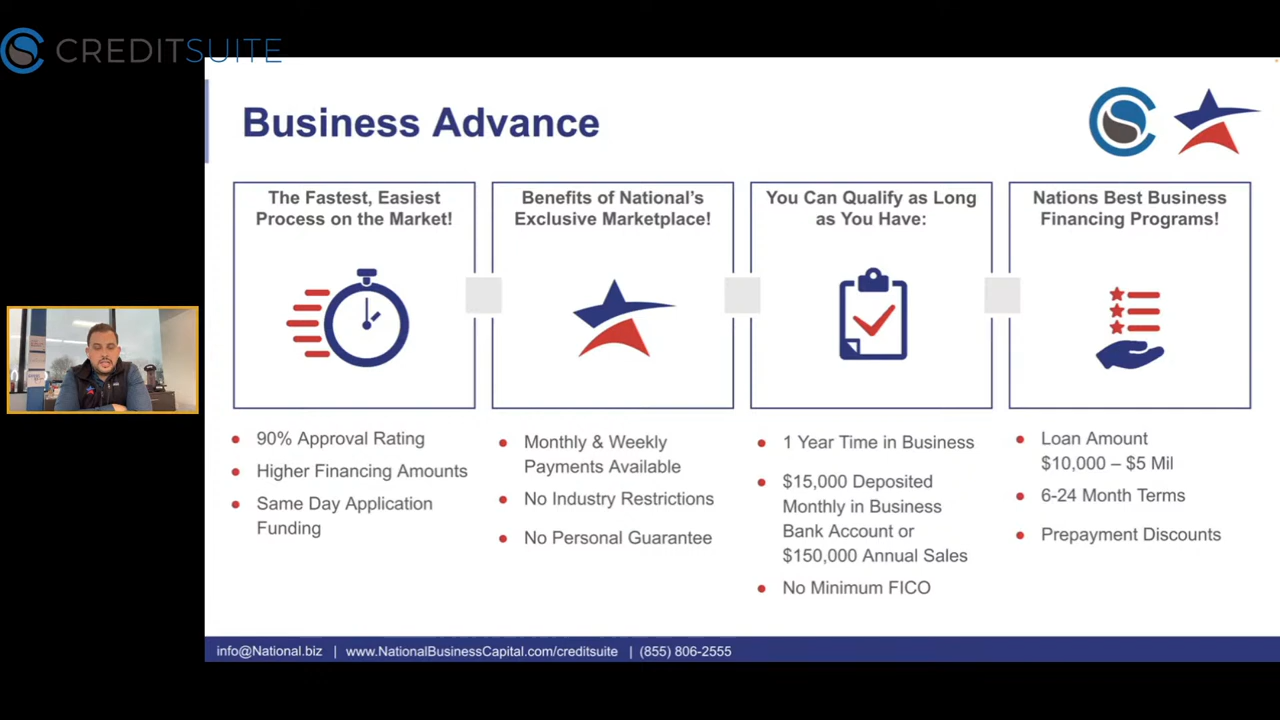 CREDITSUITE
Business Advance
The Fastest, Easiest
Process on the Market!
90% Approval Rating
Higher Financing Amounts
Same Day Application
Funding
Benefits of National's
Exclusive Marketplace!
Monthly & Weekly
Payments Available
No Industry Restrictions
No Personal Guarantee
You Can Qualify as Long
as You Have:
1 Year Time in Business
$15,000 Deposited
Monthly in Business
Bank Account or
$150,000 Annual Sales
No Minimum FICO
Nations Best Business
Financing Programs!
Loan Amount
$10,000 – $5 Mil
6-24 Month Terms
Prepayment Discounts
info@National.biz | www.NationalBusinessCapital.com/creditsuite | (855) 806-2555